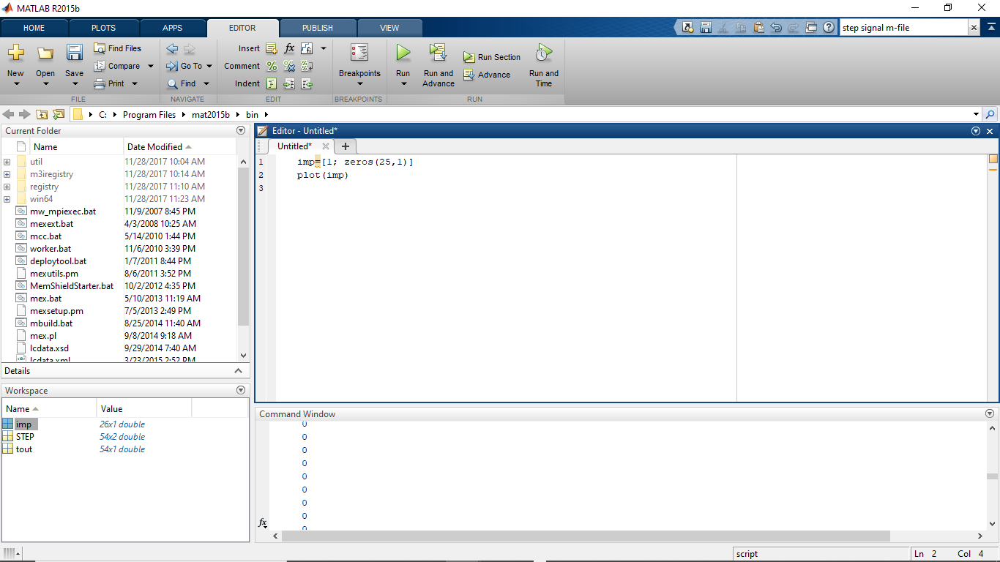 MATLAB R2015b
HOME PLOTS APPS EDITOR PUBLISH VIEW step signal m-file
New Open Save Find Files Compare Print
Go To Find
Insert fx
Comment
Indent
Breakpoints
Run Run and Advance Run Section Advance Run and Time
FILE NAVIGATE EDIT BREAKPOINTS RUN
C: Program Files mat2015b bin
Current Folder
Name Date Modified
util 11/28/2017 10:04 AM
m3iregistry 11/28/2017 10:14 AM
registry 11/28/2017 11:10 AM
win64 11/28/2017 11:23 AM
mw_mpiexec.bat 11/9/2007 8:45 PM
mexext.bat 4/3/2008 10:25 AM
mcc.bat 5/14/2010 1:44 PM
worker.bat 11/6/2010 3:39 PM
deploytool.bat 1/7/2011 8:44 PM
mexutils.pm 8/6/2011 3:52 PM
MemShieldStarter.bat 10/2/2012 4:35 PM
mex.bat 5/10/2013 11:19 AM
mexsetup.pm 7/5/2013 2:49 PM
mbuild.bat 8/25/2014 11:40 AM
mex.pl 9/8/2014 9:18 AM
lcdata.xsd 9/29/2014 7:40 AM
lcdata.xml 3/23/2015 2:52 PM
Details
Workspace
Name Value
imp 26x1 double
STEP 54x2 double
tout 54x1 double
Editor - Untitled*
Untitled*
1 imp=[1; zeros(25,1)]
2 plot(imp)
3
Command Window
0
0
0
0
0
0
0
0
0
fx
script Ln 2 Col 4